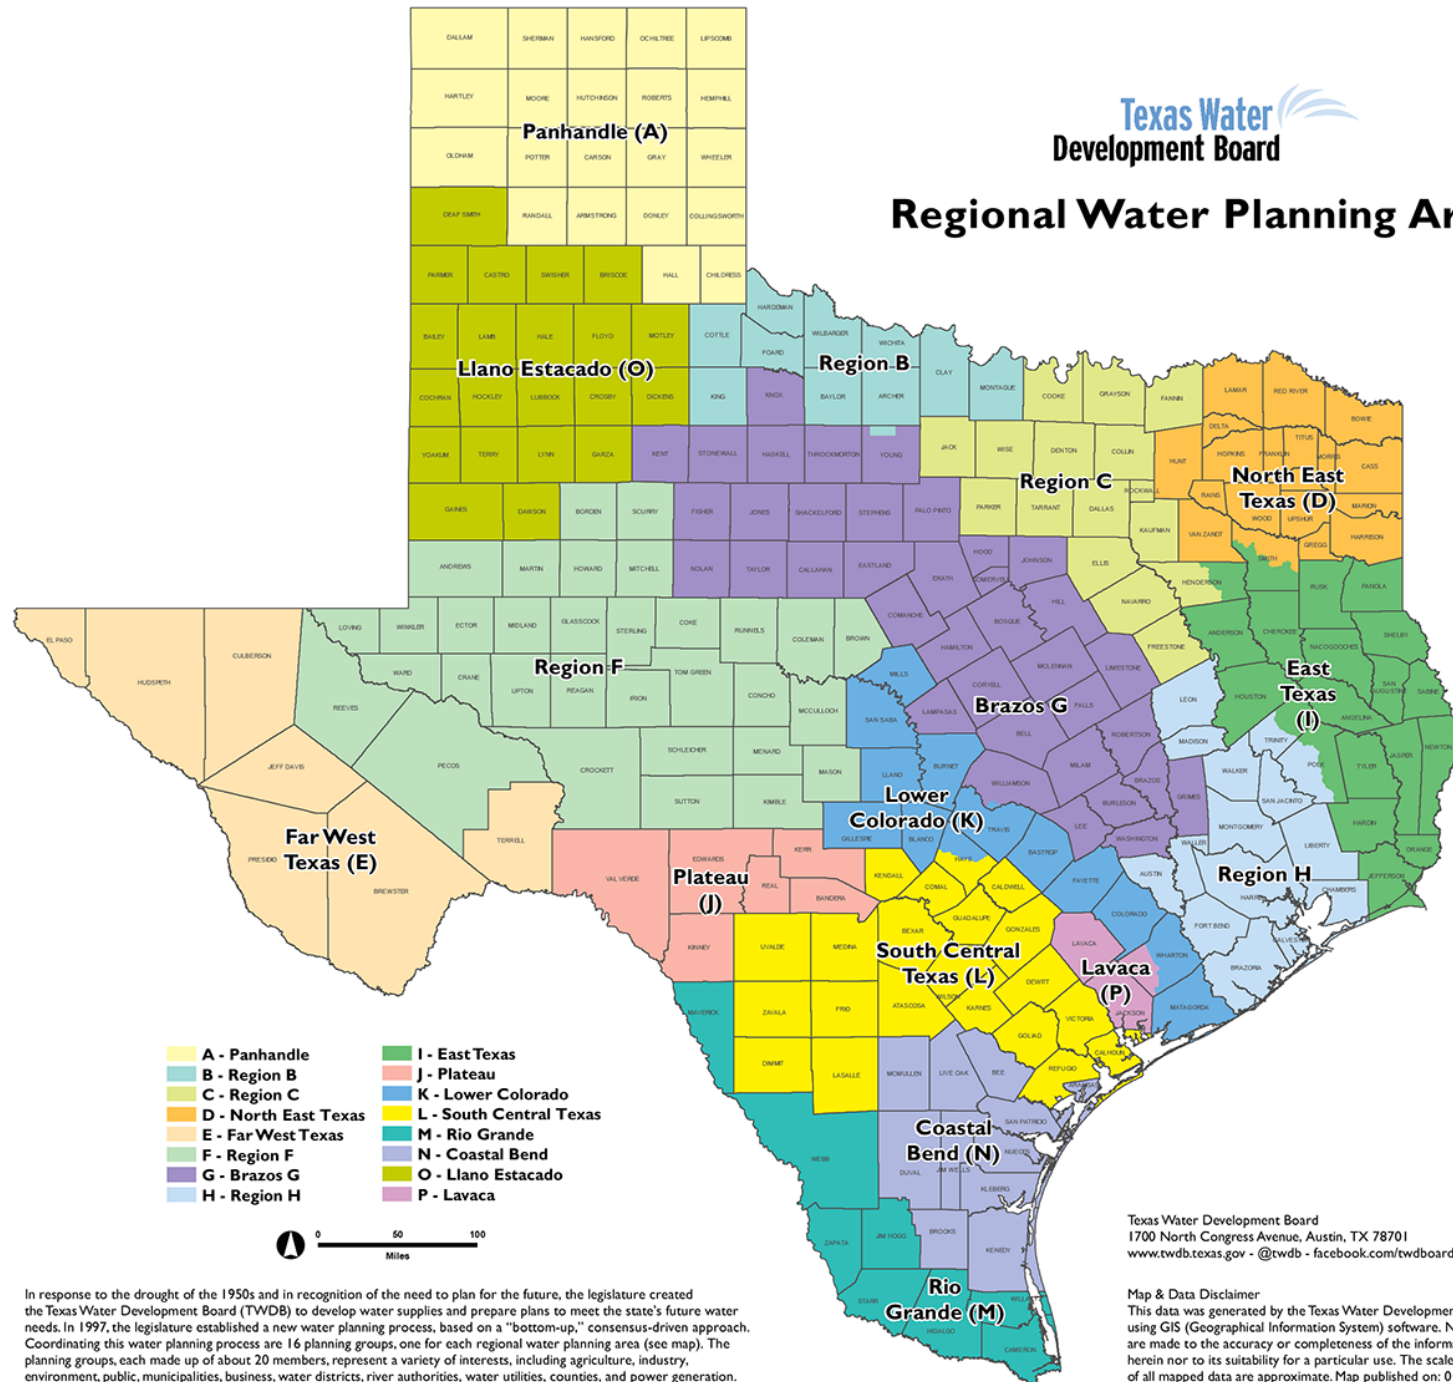 Texas Water
Development Board
Regional Water Planning Ar
DALLAM SHERMAN HANSFORD OCHILTREE LIPSCOMB
HARTLEY MOORE HUTCHINSON ROBERTS HEMPHILL
Panhandle (A)
OLDHAM POTTER CARSON GRAY WHEELER
DEAF SMITH RANDALL ARMSTRONG DONLEY COLLINGSWORTH
PARMER CASTRO SWISHER BRISCOE HALL CHILDRESS
HARDEMAN
BAILEY LAMB HALE FLOYD MOTLEY COTTLE WILBARGER WICHITA
FOARD
Llano Estacado (O) Region B
CLAY MONTAGUE
COCHRAN HOCKLEY LUBBOCK CROSBY DICKENS KING KNOX BAYLOR ARCHER
COOKE GRAYSON FANNIN LAMAR RED RIVER BOWIE
DELTA TITUS
YOAKUM TERRY LYNN GARZA KENT STONEWALL HASKELL THROCKMORTON YOUNG JACK WISE DENTON COLLIN HUNT HOPKINS FRANKLIN MORRIS CASS
Region C
North East
Texas (D)
ROCKWALL RAINS WOOD UPSHUR MARION
GAINES DAWSON BORDEN SCURRY FISHER JONES SHACKELFORD STEPHENS PALO PINTO PARKER TARRANT DALLAS KAUFMAN VAN ZANDT GREGG HARRISON
SMITH
ANDREWS MARTIN HOWARD MITCHELL NOLAN TAYLOR CALLAHAN EASTLAND ERATH HOOD SOMERVELL JOHNSON ELLIS HENDERSON RUSK PANOLA
COMANCHE BOSQUE HILL NAVARRO
EL PASO HUDSPETH CULBERSON LOVING WINKLER ECTOR MIDLAND GLASSCOCK STERLING COKE RUNNELS COLEMAN BROWN HAMILTON FREESTONE ANDERSON CHEROKEE NACOGDOCHES SHELBY
Region F
WARD CRANE UPTON REAGAN IRION TOM GREEN CONCHO MILLS CORYELL MCLENNAN LIMESTONE
East
Texas
(I)
SAN AUGUSTINE SABINE
REEVES MCCULLOCH SAN SABA LAMPASAS FALLS LEON HOUSTON ANGELINA
Brazos G
BELL ROBERTSON MADISON TRINITY POLK TYLER JASPER NEWTON
JEFF DAVIS PECOS CROCKETT SCHLEICHER MENARD MASON LLANO BURNET WILLIAMSON MILAM BRAZOS WALKER
SUTTON KIMBLE BURLESON GRIMES SAN JACINTO
Lower
Colorado (K)
GILLESPIE BLANCO TRAVIS LEE WASHINGTON MONTGOMERY HARDIN
Far West
Texas (E)
PRESIDIO BREWSTER TERRELL
VAL VERDE EDWARDS KERR REAL BANDERA KINNEY
Plateau
(J)
KENDALL HAYS BASTROP WALLER LIBERTY ORANGE
COMAL CALDWELL FAYETTE AUSTIN JEFFERSON
Region H
HARRIS CHAMBERS
GUADALUPE COLORADO FORT BEND
UVALDE MEDINA BEXAR GONZALES LAVACA WHARTON BRAZORIA
South Central
Texas (L)
Lavaca
(P)
WILSON DEWITT JACKSON MATAGORDA
MAVERICK ZAVALA FRIO ATASCOSA KARNES VICTORIA
GOLIAD CALHOUN
DIMMIT LASALLE MCMULLEN LIVE OAK BEE REFUGIO
ARANSAS
SAN PATRICIO
Coastal
Bend (N)
NUECES
WEBB DUVAL JIM WELLS KLEBERG
ZAPATA JIM HOGG BROOKS KENEDY
Rio
Grande (M)
STARR HIDALGO CAMERON
A - Panhandle
B - Region B
C - Region C
D - North East Texas
E - Far West Texas
F - Region F
G - Brazos G
H - Region H
I - East Texas
J - Plateau
K - Lower Colorado
L - South Central Texas
M - Rio Grande
N - Coastal Bend
O - Llano Estacado
P - Lavaca
0 50 100
Miles
In response to the drought of the 1950s and in recognition of the need to plan for the future, the legislature created
the Texas Water Development Board (TWDB) to develop water supplies and prepare plans to meet the state's future water
needs. In 1997, the legislature established a new water planning process, based on a "bottom-up," consensus-driven approach.
Coordinating this water planning process are 16 planning groups, one for each regional water planning area (see map). The
planning groups, each made up of about 20 members, represent a variety of interests, including agriculture, industry,
environment, public, municipalities, business, water districts, river authorities, water utilities, counties, and power generation.
Texas Water Development Board
1700 North Congress Avenue, Austin, TX 78701
www.twdb.texas.gov - @twdb - facebook.com/twdboard
Map & Data Disclaimer
This data was generated by the Texas Water Developmen
using GIS (Geographical Information System) software. N
are made to the accuracy or completeness of the inform
herein nor to its suitability for a particular use. The scale
of all mapped data are approximate. Map published on: 0